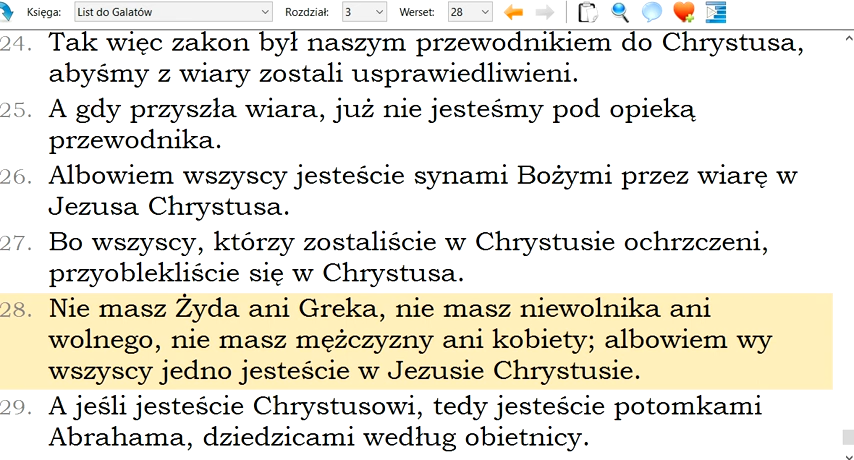 Księga: List do Galatów Rozdział: 3 Werset: 28
24. Tak więc zakon był naszym przewodnikiem do Chrystusa,
abyśmy z wiary zostali usprawiedliwieni.
25. A gdy przyszła wiara, już nie jesteśmy pod opieką
przewodnika.
26. Albowiem wszyscy jesteście synami Bożymi przez wiarę w
Jezusa Chrystusa.
27. Bo wszyscy, którzy zostaliście w Chrystusie ochrzczeni,
przyoblekliście się w Chrystusa.
28. Nie masz Żyda ani Greka, nie masz niewolnika ani
wolnego, nie masz mężczyzny ani kobiety; albowiem wy
wszyscy jedno jesteście w Jezusie Chrystusie.
29. A jeśli jesteście Chrystusowi, tedy jesteście potomkami
Abrahama, dziedzicami według obietnicy.